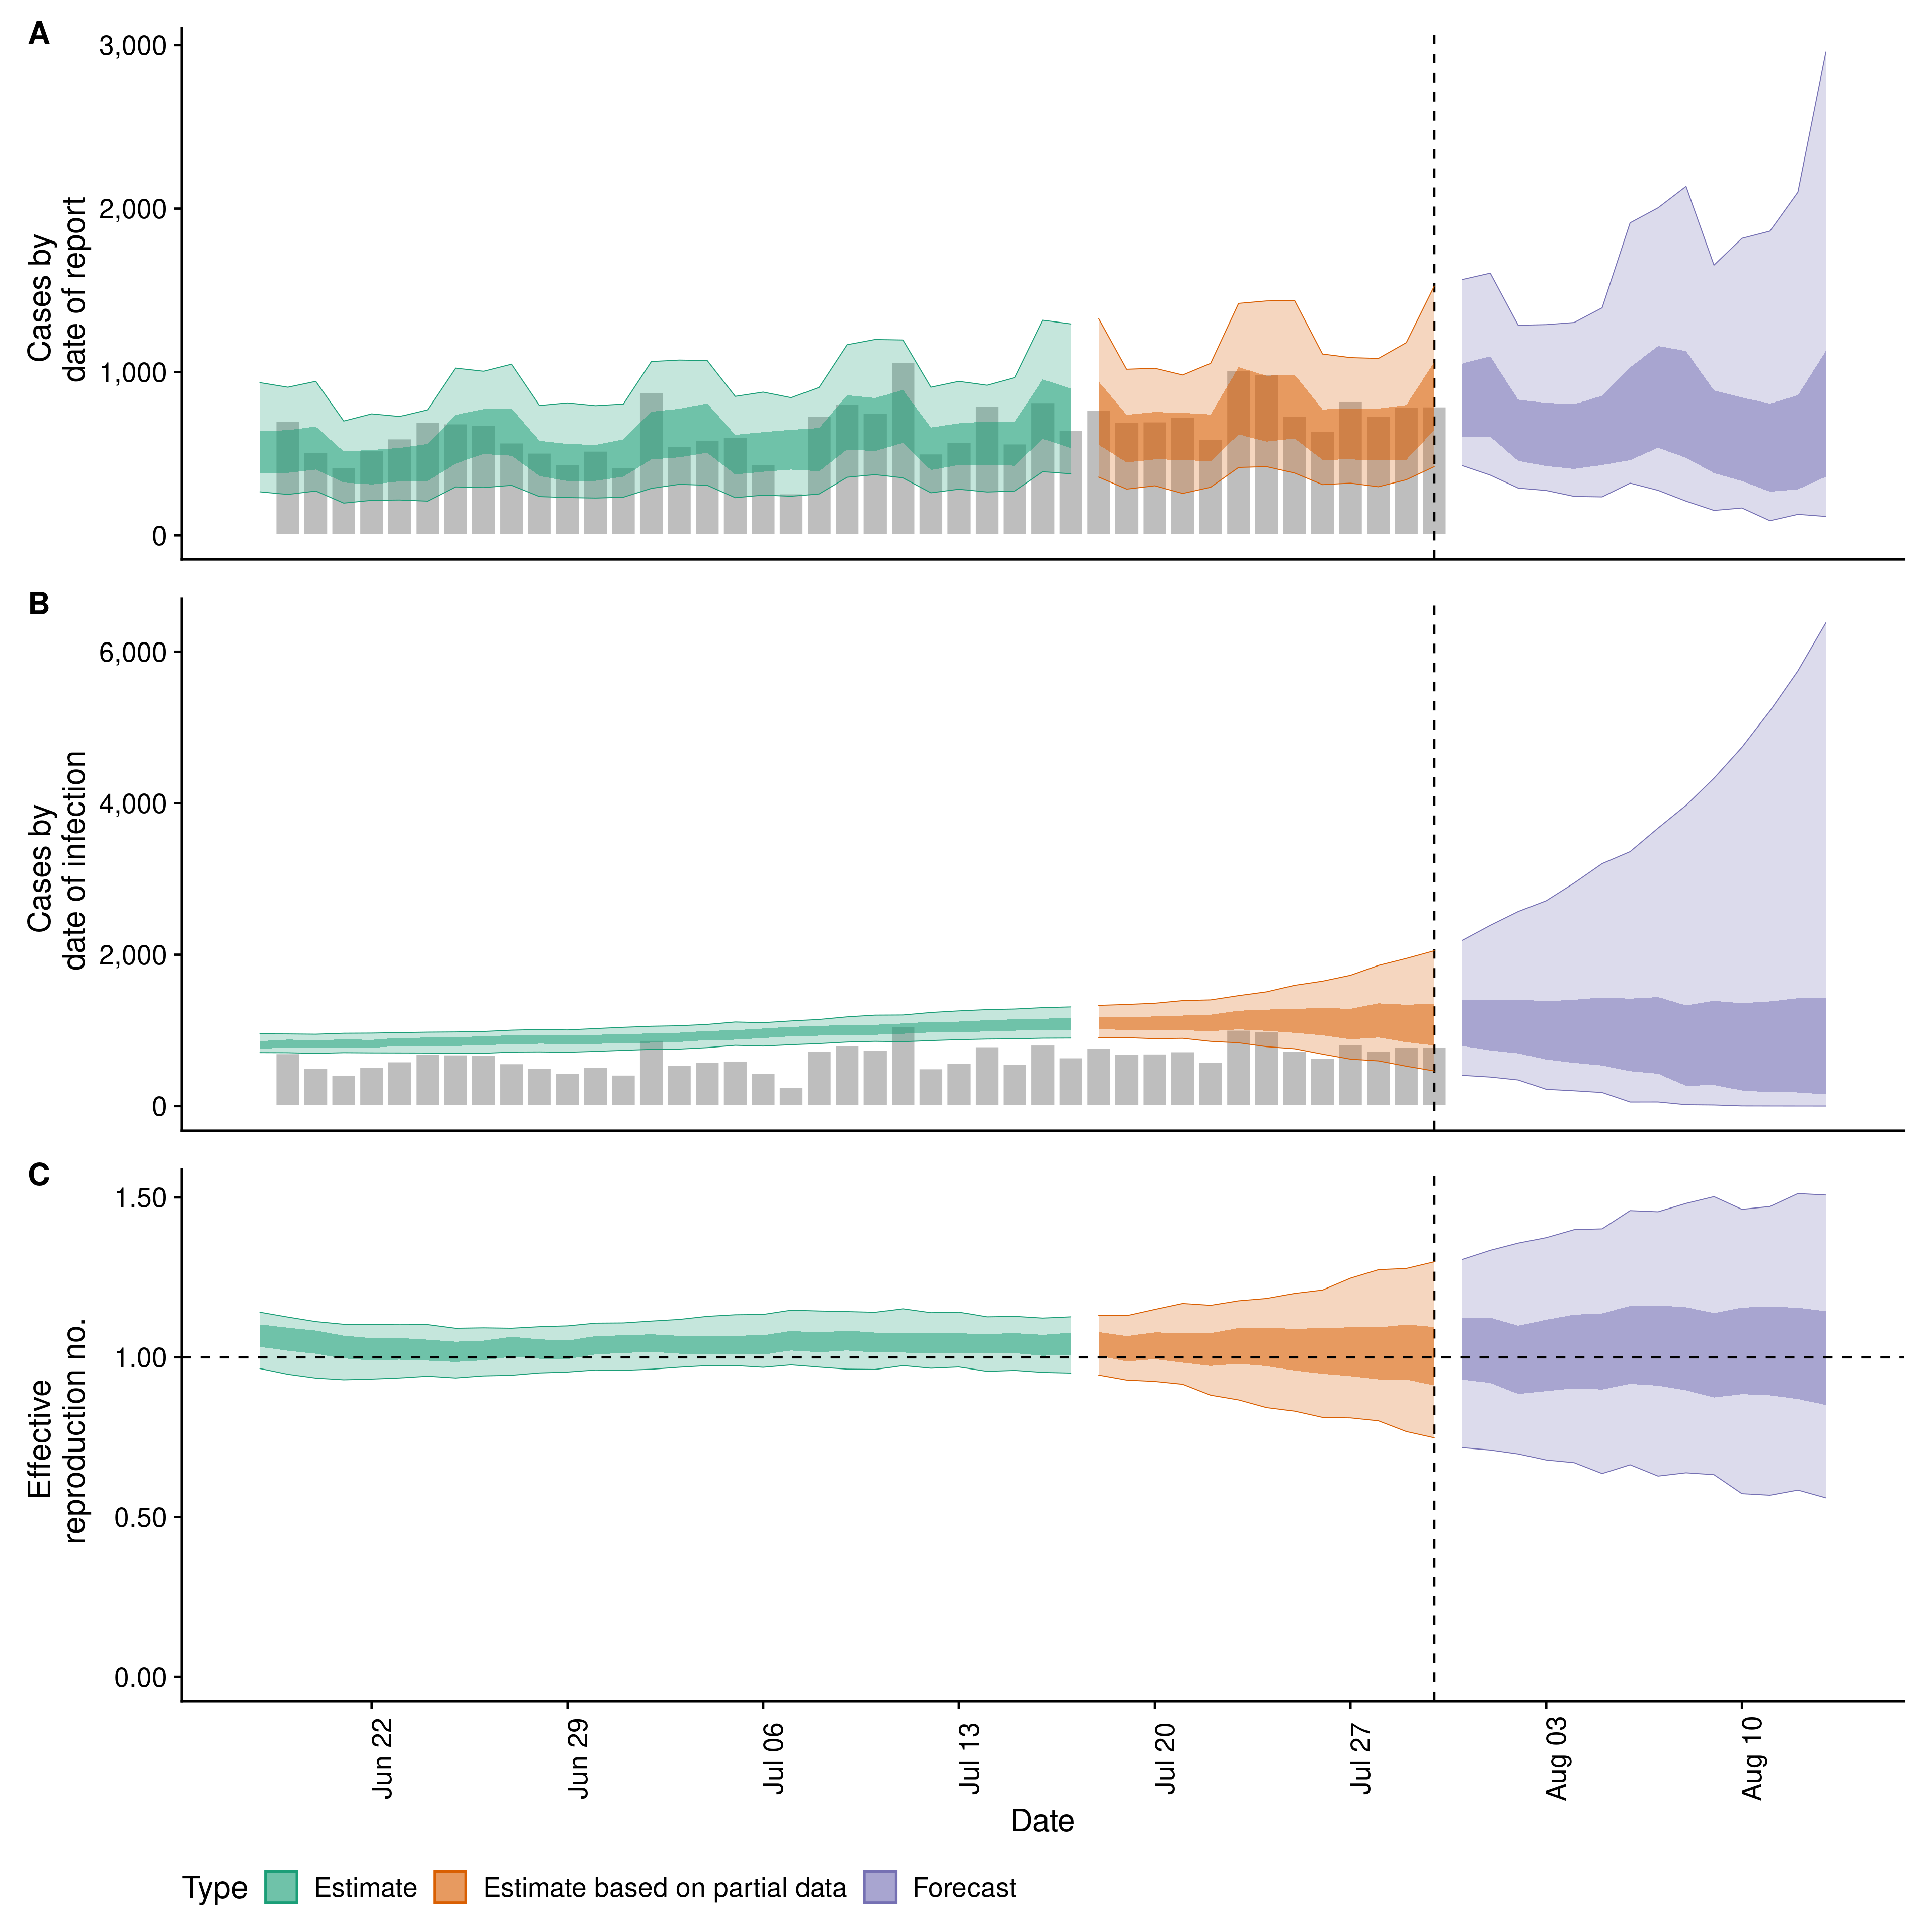 A
3,000
2,000
1,000
0
Cases by
date of report
B
6,000
4,000
2,000
0
Cases by
date of infection
C
1.50
1.00
0.50
0.00
Effective
reproduction no.
Jun 22
Jun 29
Jul 06
Jul 13
Jul 20
Jul 27
Aug 03
Aug 10
Date
Type Estimate Estimate based on partial data Forecast